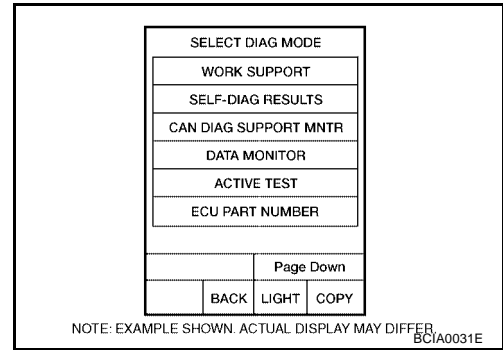 SELECT DIAG MODE
WORK SUPPORT
SELF-DIAG RESULTS
CAN DIAG SUPPORT MNTR
DATA MONITOR
ACTIVE TEST
ECU PART NUMBER
Page Down
BACK LIGHT COPY
NOTE: EXAMPLE SHOWN. ACTUAL DISPLAY MAY DIFFER.
BCIA0031E